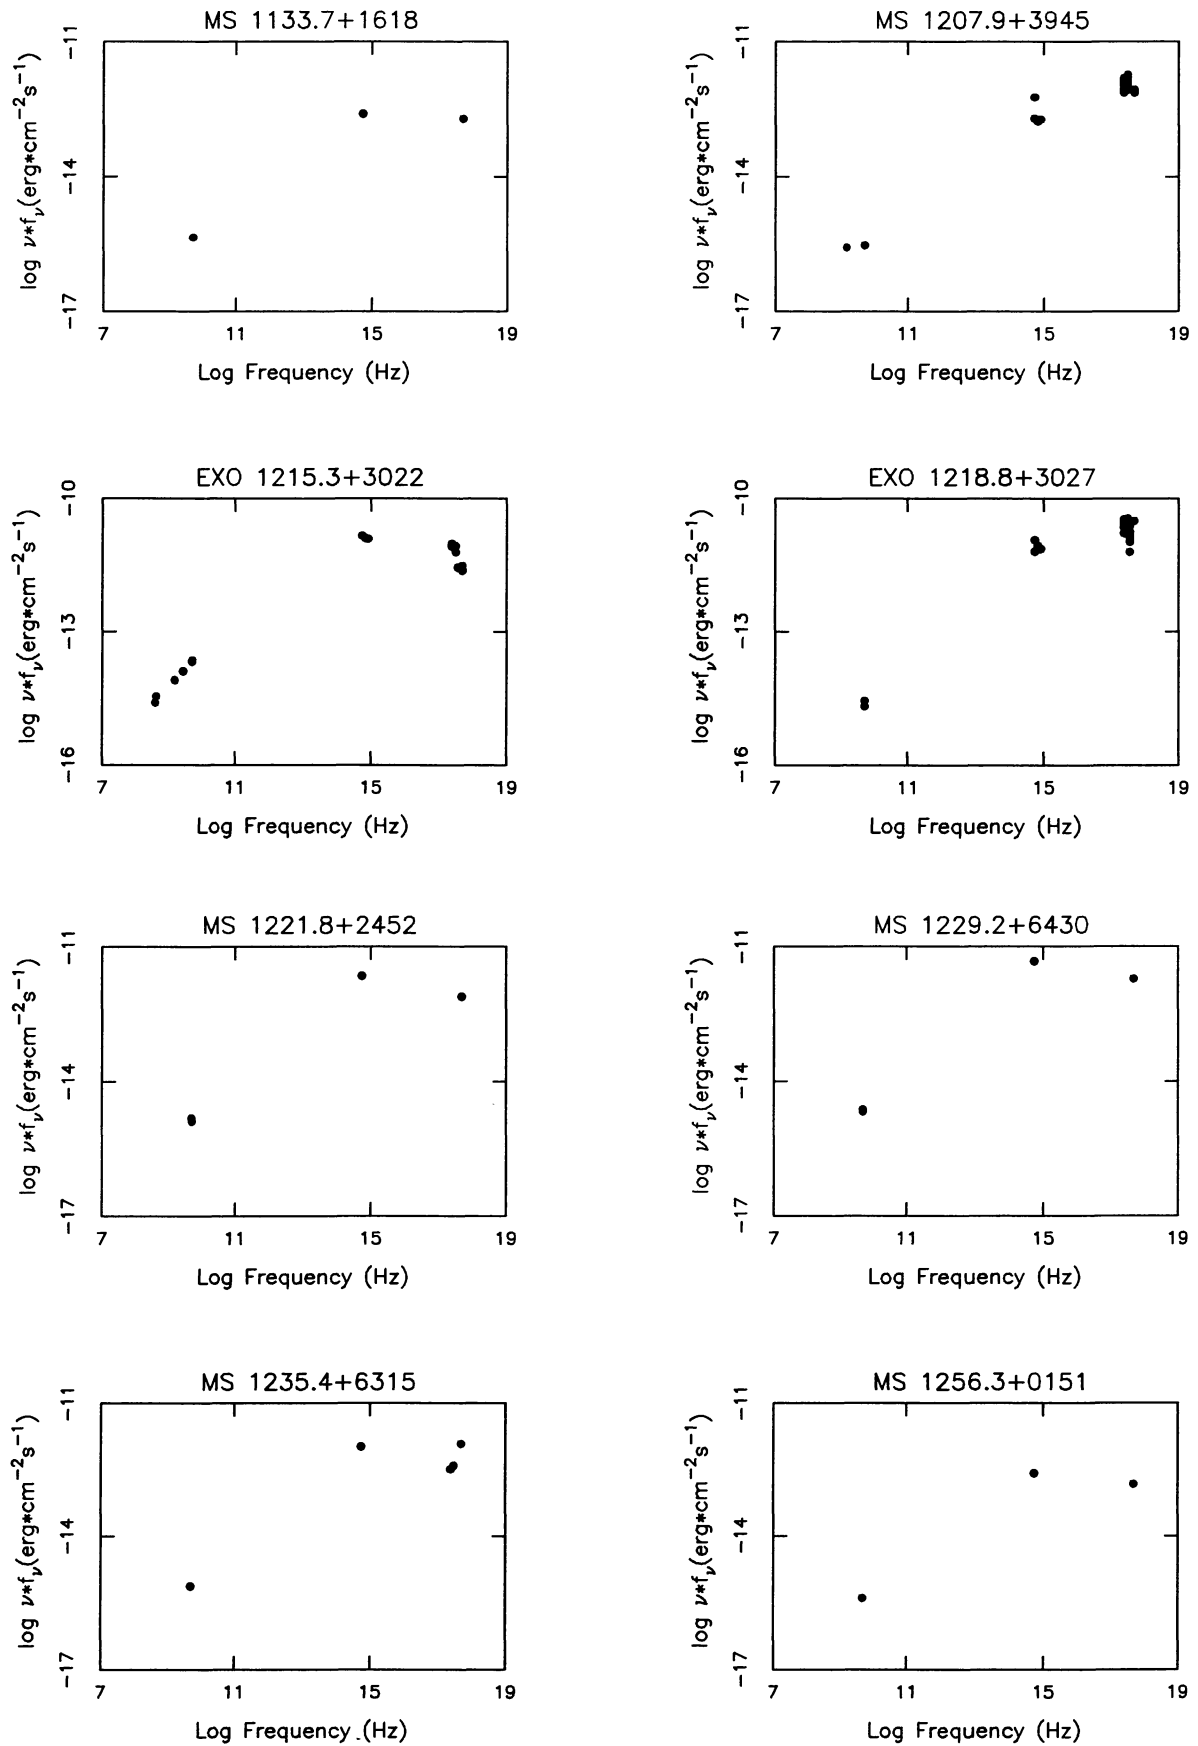 MS 1133.7+1618
log ν*fν(erg*cm−2s−1)
−11
−14
−17
7 11 15 19
Log Frequency (Hz)
MS 1207.9+3945
log ν*fν(erg*cm−2s−1)
−11
−14
−17
7 11 15 19
Log Frequency (Hz)
EXO 1215.3+3022
log ν*fν(erg*cm−2s−1)
−10
−13
−16
7 11 15 19
Log Frequency (Hz)
EXO 1218.8+3027
log ν*fν(erg*cm−2s−1)
−10
−13
−16
7 11 15 19
Log Frequency (Hz)
MS 1221.8+2452
log ν*fν(erg*cm−2s−1)
−11
−14
−17
7 11 15 19
Log Frequency (Hz)
MS 1229.2+6430
log ν*fν(erg*cm−2s−1)
−11
−14
−17
7 11 15 19
Log Frequency (Hz)
MS 1235.4+6315
log ν*fν(erg*cm−2s−1)
−11
−14
−17
7 11 15 19
Log Frequency (Hz)
MS 1256.3+0151
log ν*fν(erg*cm−2s−1)
−11
−14
−17
7 11 15 19
Log Frequency (Hz)